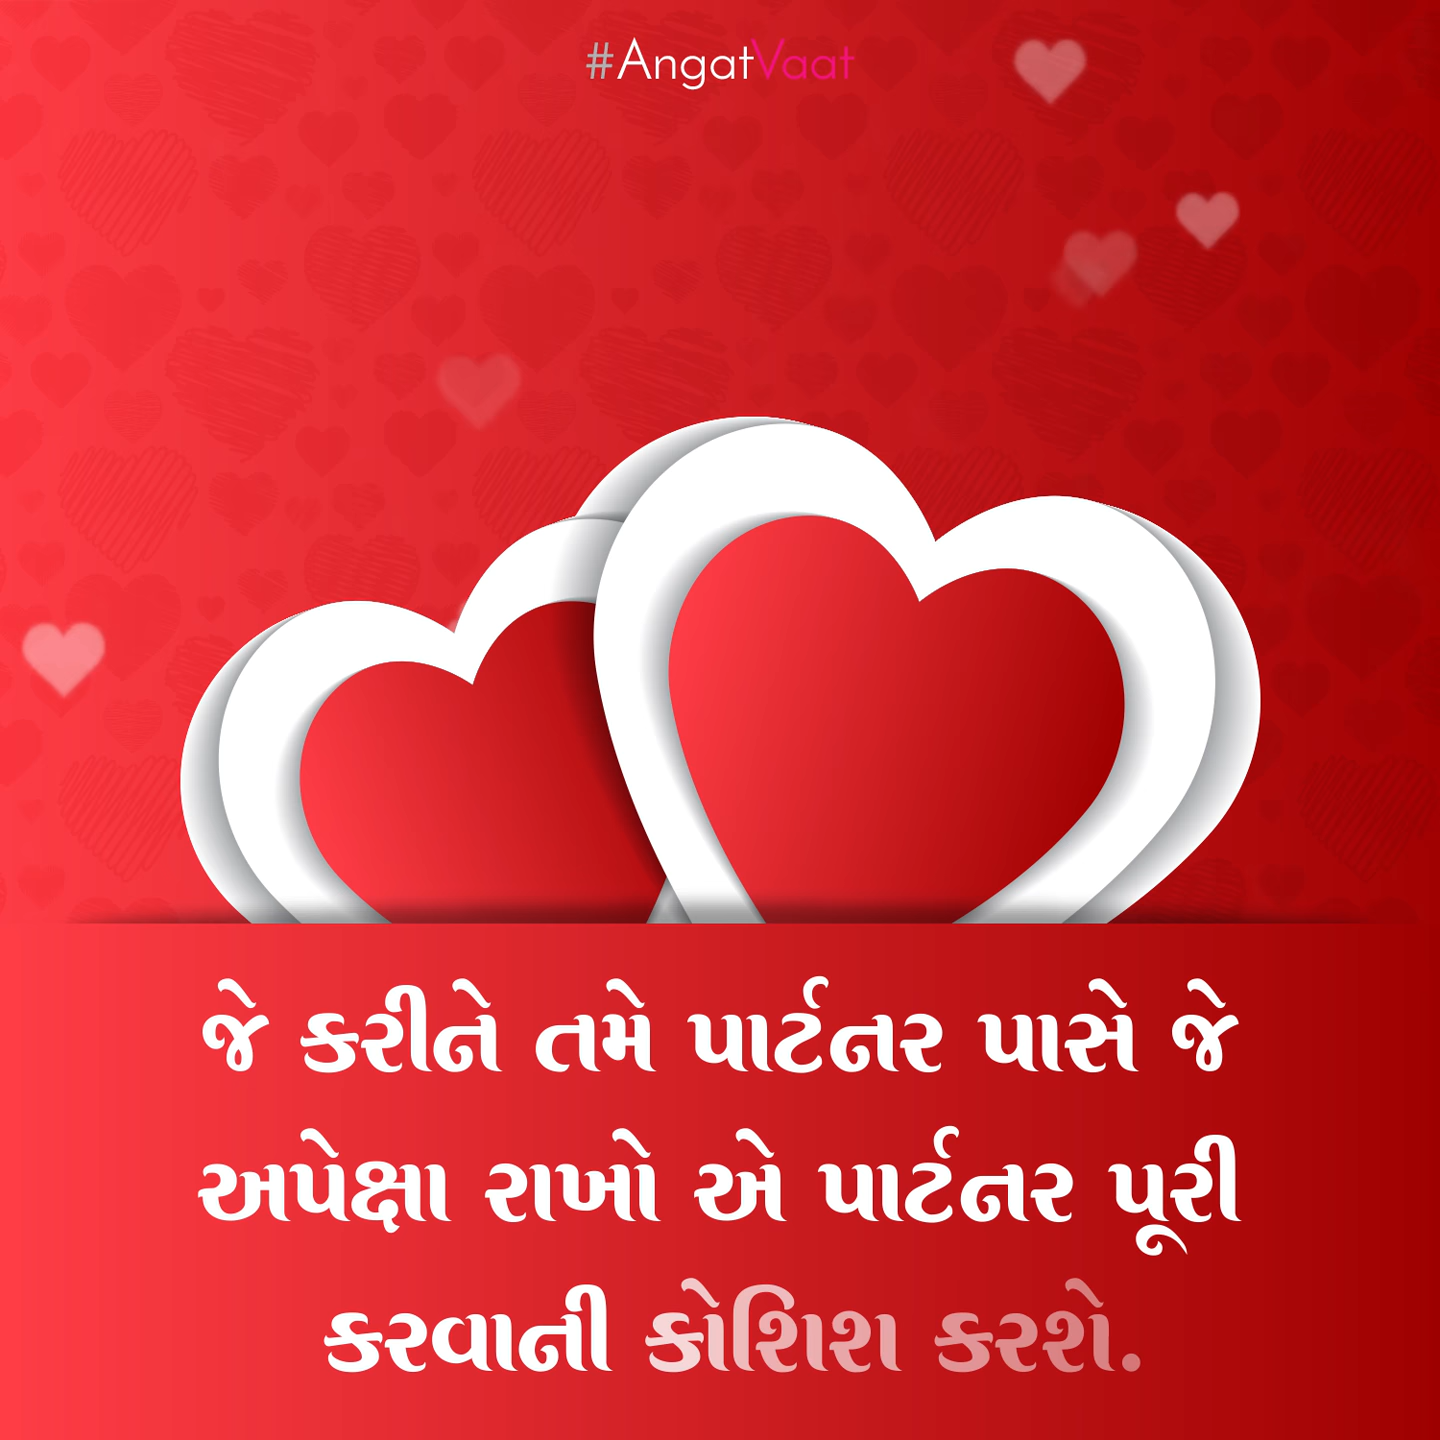 #AngatVaat
જે કરીને તમે પાર્ટનર પાસે જે
અપેક્ષા રાખો એ પાર્ટનર પૂરી
કરવાની કોશિશ કરશે.